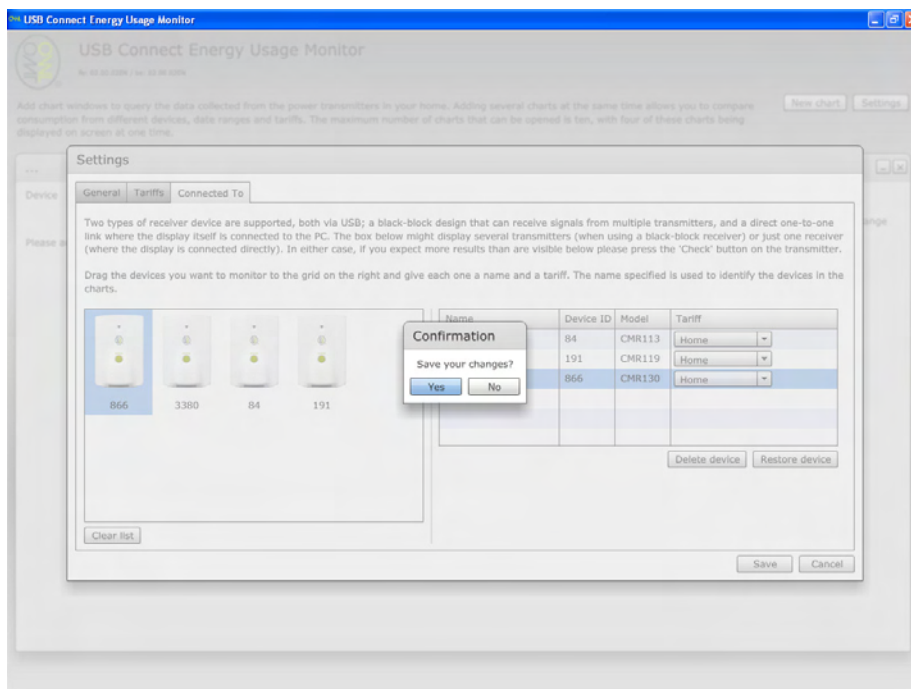 USB Connect Energy Usage Monitor
USB Connect Energy Usage Monitor
Add chart windows to query the data collected from the power transmitters in your home. Adding several charts at the same time allows you to compare
consumption from different devices, date ranges and tariffs. The maximum number of charts that can be opened is ten, with four of these charts being
displayed on screen at one time.
New chart Settings
...
Device
Please a
ange
Settings
General Tariffs Connected To
Two types of receiver device are supported, both via USB; a black-block design that can receive signals from multiple transmitters, and a direct one-to-one
link where the display itself is connected to the PC. The box below might display several transmitters (when using a black-block receiver) or just one receiver
(where the display is connected directly). In either case, if you expect more results than are visible below please press the 'Check' button on the transmitter.
Drag the devices you want to monitor to the grid on the right and give each one a name and a tariff. The name specified is used to identify the devices in the
charts.
866 3380 84 191
Clear list
Name Device ID Model Tariff
84 CMR113 Home
191 CMR119 Home
866 CMR130 Home
Confirmation
Save your changes?
Yes No
Delete device Restore device
Save Cancel